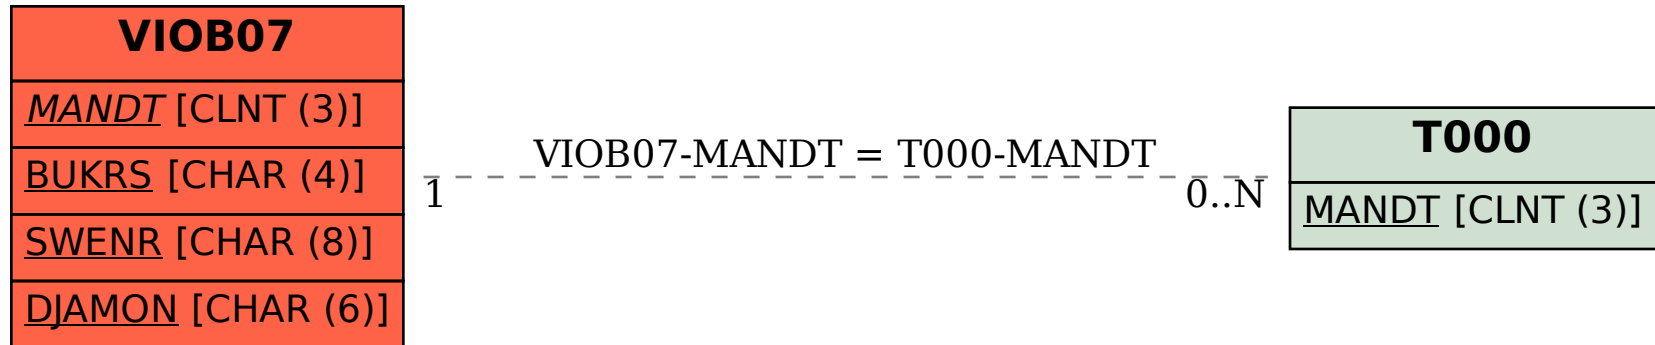 VIOB07
MANDT [CLNT (3)]
BUKRS [CHAR (4)]
SWENR [CHAR (8)]
DJAMON [CHAR (6)]
VIOB07-MANDT = T000-MANDT
1
0..N
T000
MANDT [CLNT (3)]